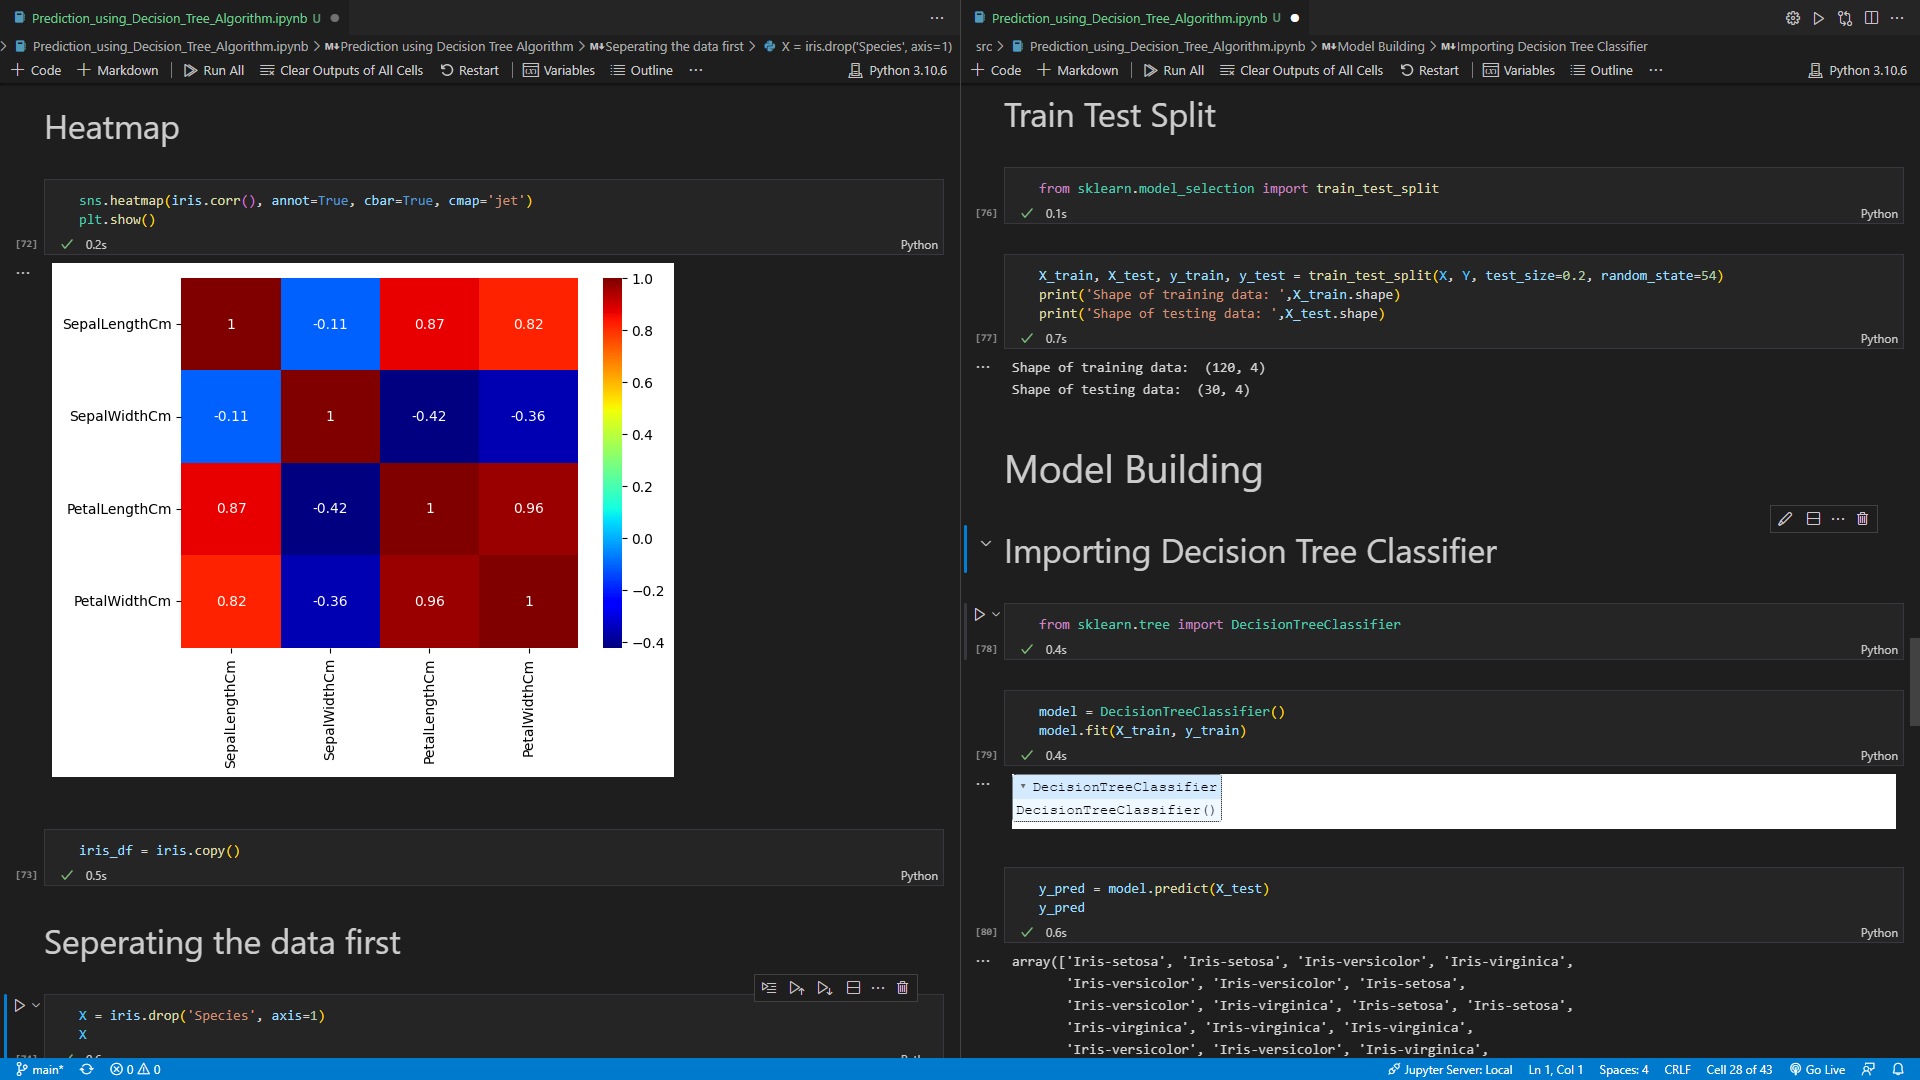 Prediction_using_Decision_Tree_Algorithm.ipynb U
Prediction_using_Decision_Tree_Algorithm.ipynb > Prediction using Decision Tree Algorithm > Seperating the data first > X = iris.drop('Species', axis=1)
Code Markdown Run All Clear Outputs of All Cells Restart Variables Outline ... Python 3.10.6
Heatmap
sns.heatmap(iris.corr(), annot=True, cbar=True, cmap='jet')
plt.show()
[72] 0.2s Python
SepalLengthCm 1 -0.11 0.87 0.82
SepalWidthCm -0.11 1 -0.42 -0.36
PetalLengthCm 0.87 -0.42 1 0.96
PetalWidthCm 0.82 -0.36 0.96 1
SepalLengthCm
SepalWidthCm
PetalLengthCm
PetalWidthCm
1.0
0.8
0.6
0.4
0.2
0.0
−0.2
−0.4
iris_df = iris.copy()
[73] 0.5s Python
Seperating the data first
X = iris.drop('Species', axis=1)
X
Prediction_using_Decision_Tree_Algorithm.ipynb U
src > Prediction_using_Decision_Tree_Algorithm.ipynb > Model Building > Importing Decision Tree Classifier
Code Markdown Run All Clear Outputs of All Cells Restart Variables Outline ... Python 3.10.6
Train Test Split
from sklearn.model_selection import train_test_split
[76] 0.1s Python
X_train, X_test, y_train, y_test = train_test_split(X, Y, test_size=0.2, random_state=54)
print('Shape of training data: ',X_train.shape)
print('Shape of testing data: ',X_test.shape)
[77] 0.7s Python
Shape of training data:  (120, 4)
Shape of testing data:  (30, 4)
Model Building
Importing Decision Tree Classifier
from sklearn.tree import DecisionTreeClassifier
[78] 0.4s Python
model = DecisionTreeClassifier()
model.fit(X_train, y_train)
[79] 0.4s Python
DecisionTreeClassifier
DecisionTreeClassifier()
y_pred = model.predict(X_test)
y_pred
[80] 0.6s Python
array(['Iris-setosa', 'Iris-setosa', 'Iris-versicolor', 'Iris-virginica',
'Iris-versicolor', 'Iris-versicolor', 'Iris-setosa',
'Iris-versicolor', 'Iris-virginica', 'Iris-setosa', 'Iris-setosa',
'Iris-virginica', 'Iris-virginica', 'Iris-virginica',
'Iris-versicolor', 'Iris-versicolor', 'Iris-virginica',
main* 0 0 Jupyter Server: Local Ln 1, Col 1 Spaces: 4 CRLF Cell 28 of 43 Go Live